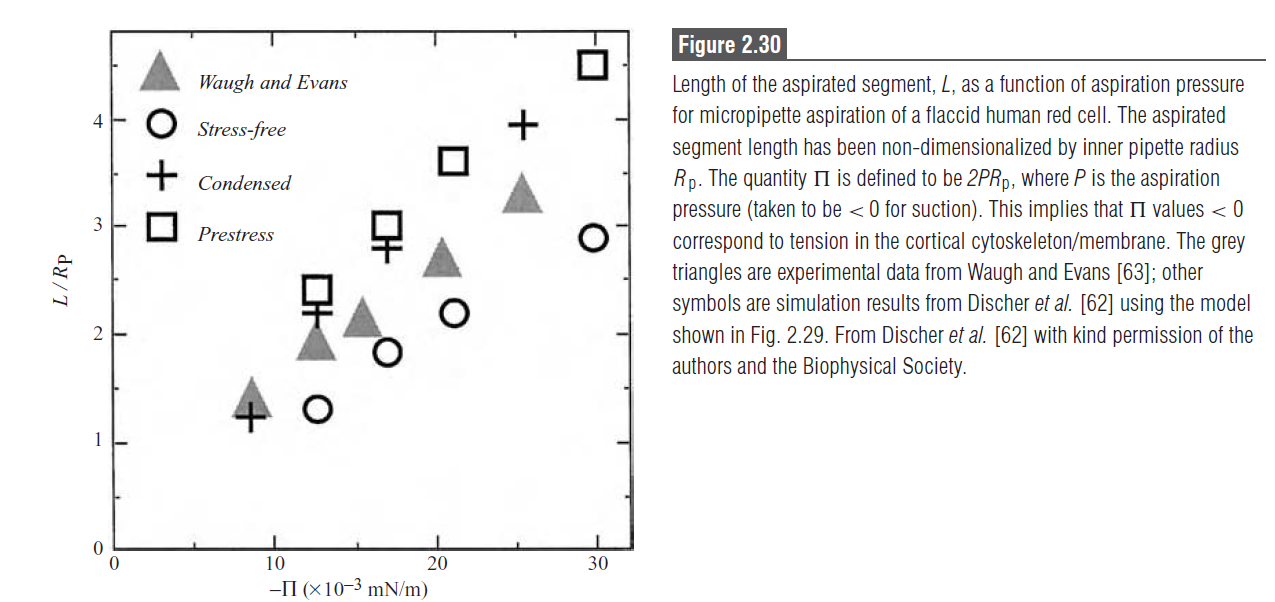 Waugh and Evans
Stress-free
Condensed
Prestress
4
3
2
1
0
L / RP
0
10
20
30
–Π (×10–3 mN/m)
Figure 2.30
Length of the aspirated segment, L, as a function of aspiration pressure
for micropipette aspiration of a flaccid human red cell. The aspirated
segment length has been non-dimensionalized by inner pipette radius
Rp. The quantity Π is defined to be 2PRp, where P is the aspiration
pressure (taken to be < 0 for suction). This implies that Π values < 0
correspond to tension in the cortical cytoskeleton/membrane. The grey
triangles are experimental data from Waugh and Evans [63]; other
symbols are simulation results from Discher et al. [62] using the model
shown in Fig. 2.29. From Discher et al. [62] with kind permission of the
authors and the Biophysical Society.